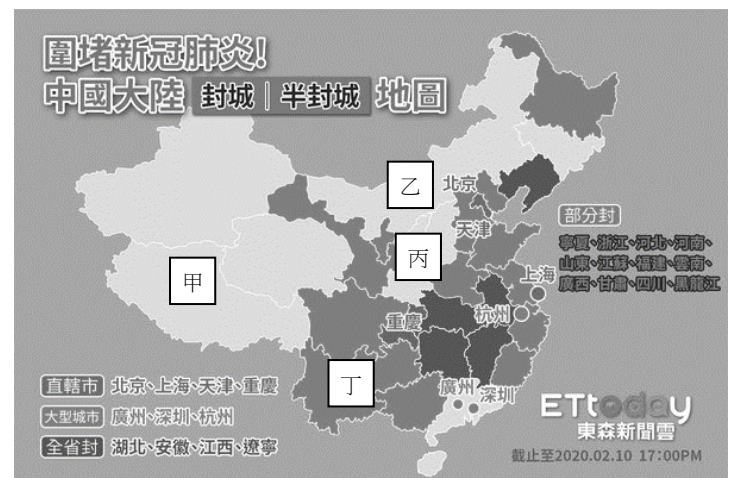 圍堵新冠肺炎!
中國大陸 封城｜半封城 地圖
乙
北京
天津
部分封
寧夏、浙江、河北、河南、
山東、江蘇、福建、雲南、
廣西、甘肅、四川、黑龍江
丙
甲
上海
杭州
重慶
丁
廣州
深圳
直轄市 北京、上海、天津、重慶
大型城市 廣州、深圳、杭州
全省封 湖北、安徽、江西、遼寧
ETtoday
東森新聞雲
截止至2020.02.10 17:00PM